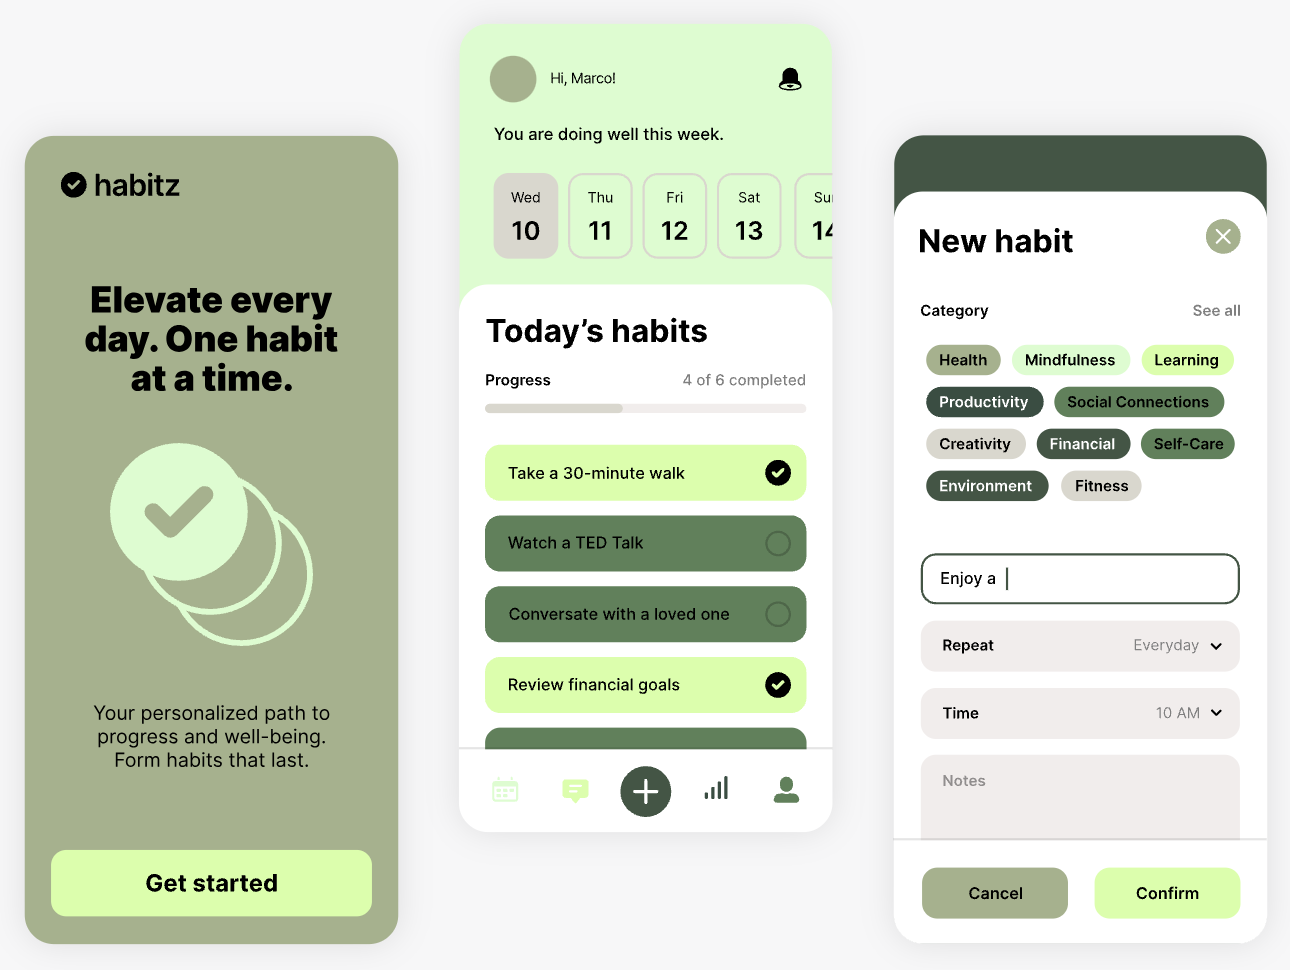 habitz
Elevate every
day. One habit
at a time.
Your personalized path to
progress and well-being.
Form habits that last.
Get started
Hi, Marco!
You are doing well this week.
Wed Thu Fri Sat Sun
10 11 12 13 14
Today's habits
Progress 4 of 6 completed
Take a 30-minute walk
Watch a TED Talk
Conversate with a loved one
Review financial goals
New habit
Category See all
Health Mindfulness Learning
Productivity Social Connections
Creativity Financial Self-Care
Environment Fitness
Enjoy a
Repeat Everyday
Time 10 AM
Notes
Cancel Confirm